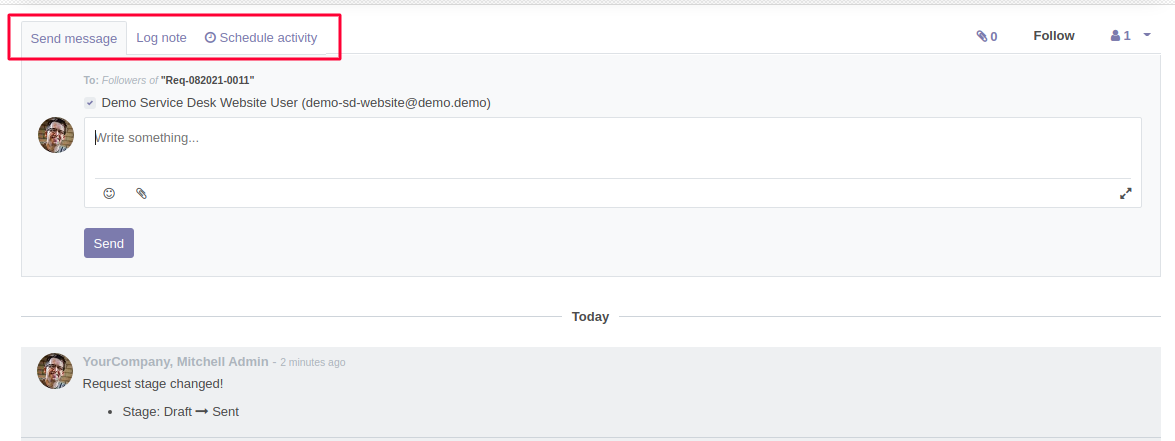 Send message Log note Schedule activity 0 Follow 1
To: Followers of "Req-082021-0011"
Demo Service Desk Website User (demo-sd-website@demo.demo)
Write something...
Send
Today
YourCompany, Mitchell Admin - 2 minutes ago
Request stage changed!
• Stage: Draft ➞ Sent